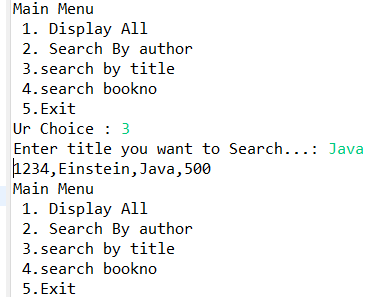 Main Menu
1. Display All
2. Search By author
3.search by title
4.search bookno
5.Exit
Ur Choice : 3
Enter title you want to Search...: Java
1234,Einstein,Java,500
Main Menu
1. Display All
2. Search By author
3.search by title
4.search bookno
5.Exit